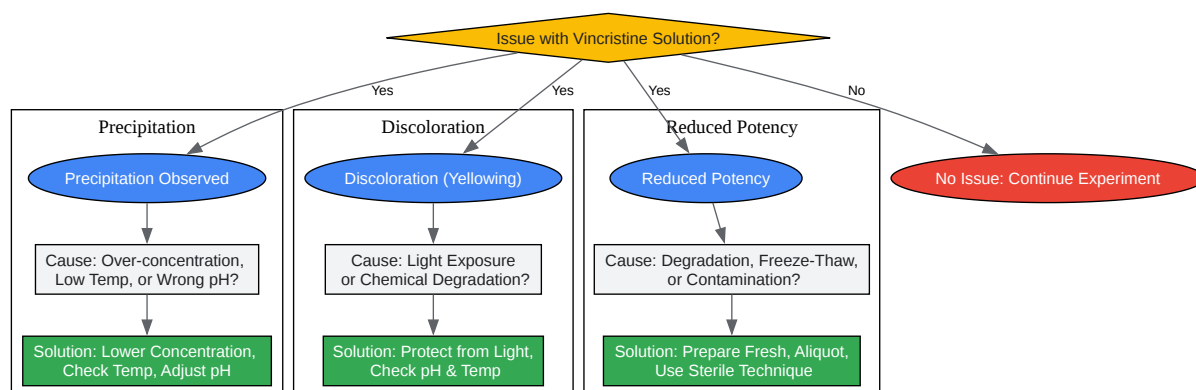 Issue with Vincristine Solution?
Yes
Yes
Yes
No
Precipitation
Discoloration
Reduced Potency
Precipitation Observed
Discoloration (Yellowing)
Reduced Potency
No Issue: Continue Experiment
Cause: Over-concentration,
Low Temp, or Wrong pH?
Cause: Light Exposure
or Chemical Degradation?
Cause: Degradation, Freeze-Thaw,
or Contamination?
Solution: Lower Concentration,
Check Temp, Adjust pH
Solution: Protect from Light,
Check pH & Temp
Solution: Prepare Fresh, Aliquot,
Use Sterile Technique